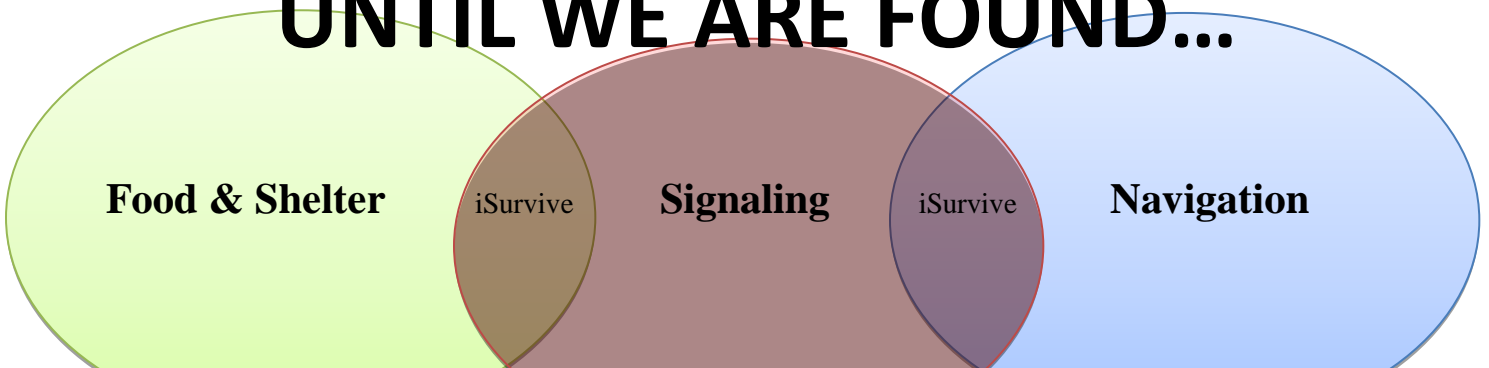 UNTIL WE ARE FOUND...
Food & Shelter iSurvive Signaling iSurvive Navigation